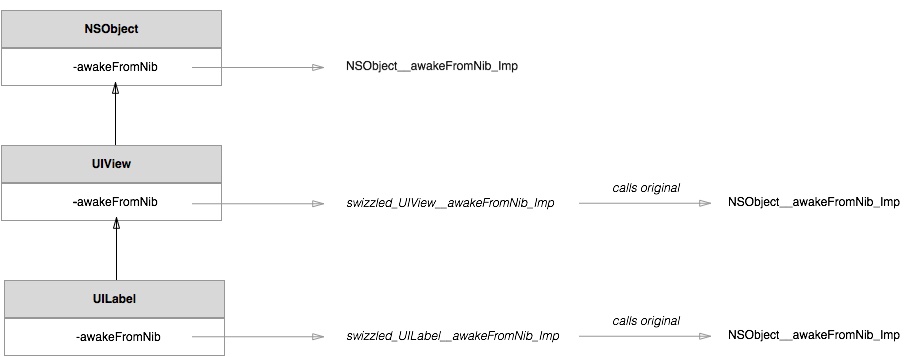 NSObject
-awakeFromNib
NSObject__awakeFromNib_Imp
UIView
-awakeFromNib
swizzled_UIView__awakeFromNib_Imp
calls original
NSObject__awakeFromNib_Imp
UILabel
-awakeFromNib
swizzled_UILabel__awakeFromNib_Imp
calls original
NSObject__awakeFromNib_Imp